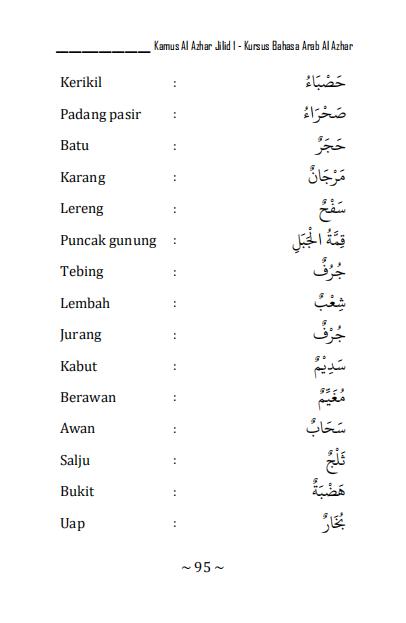 Kamus Al Azhar Jilid I - Kursus Bahasa Arab Al Azhar
Kerikil : حَصْبَاءُ
Padang pasir : صَحْرَاءُ
Batu : حَجَرٌ
Karang : مَرْجَانٌ
Lereng : سَفْحٌ
Puncak gunung : قِمَّةُ الْجَبَلِ
Tebing : جُرُفٌ
Lembah : شِعْبٌ
Jurang : جُرْفٌ
Kabut : سَدِيْمٌ
Berawan : مُغَيِّمٌ
Awan : سَحَابٌ
Salju : ثَلْجٌ
Bukit : هَضْبَةٌ
Uap : بُخَارٌ
~ 95 ~